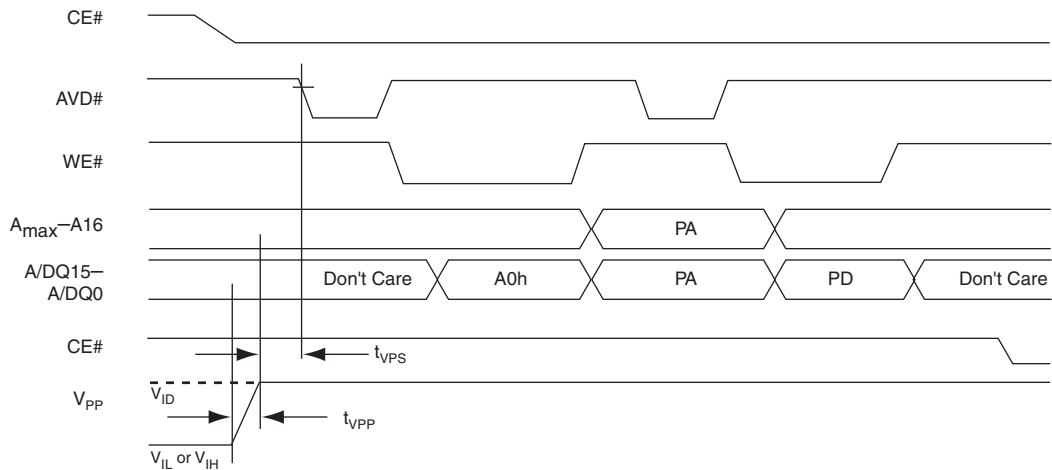 CE#
AVD#
WE#
Amax–A16
PA
A/DQ15–
A/DQ0
Don't Care
A0h
PA
PD
Don't Care
CE#
tVPS
VPP
VID
tVPP
VIL or VIH